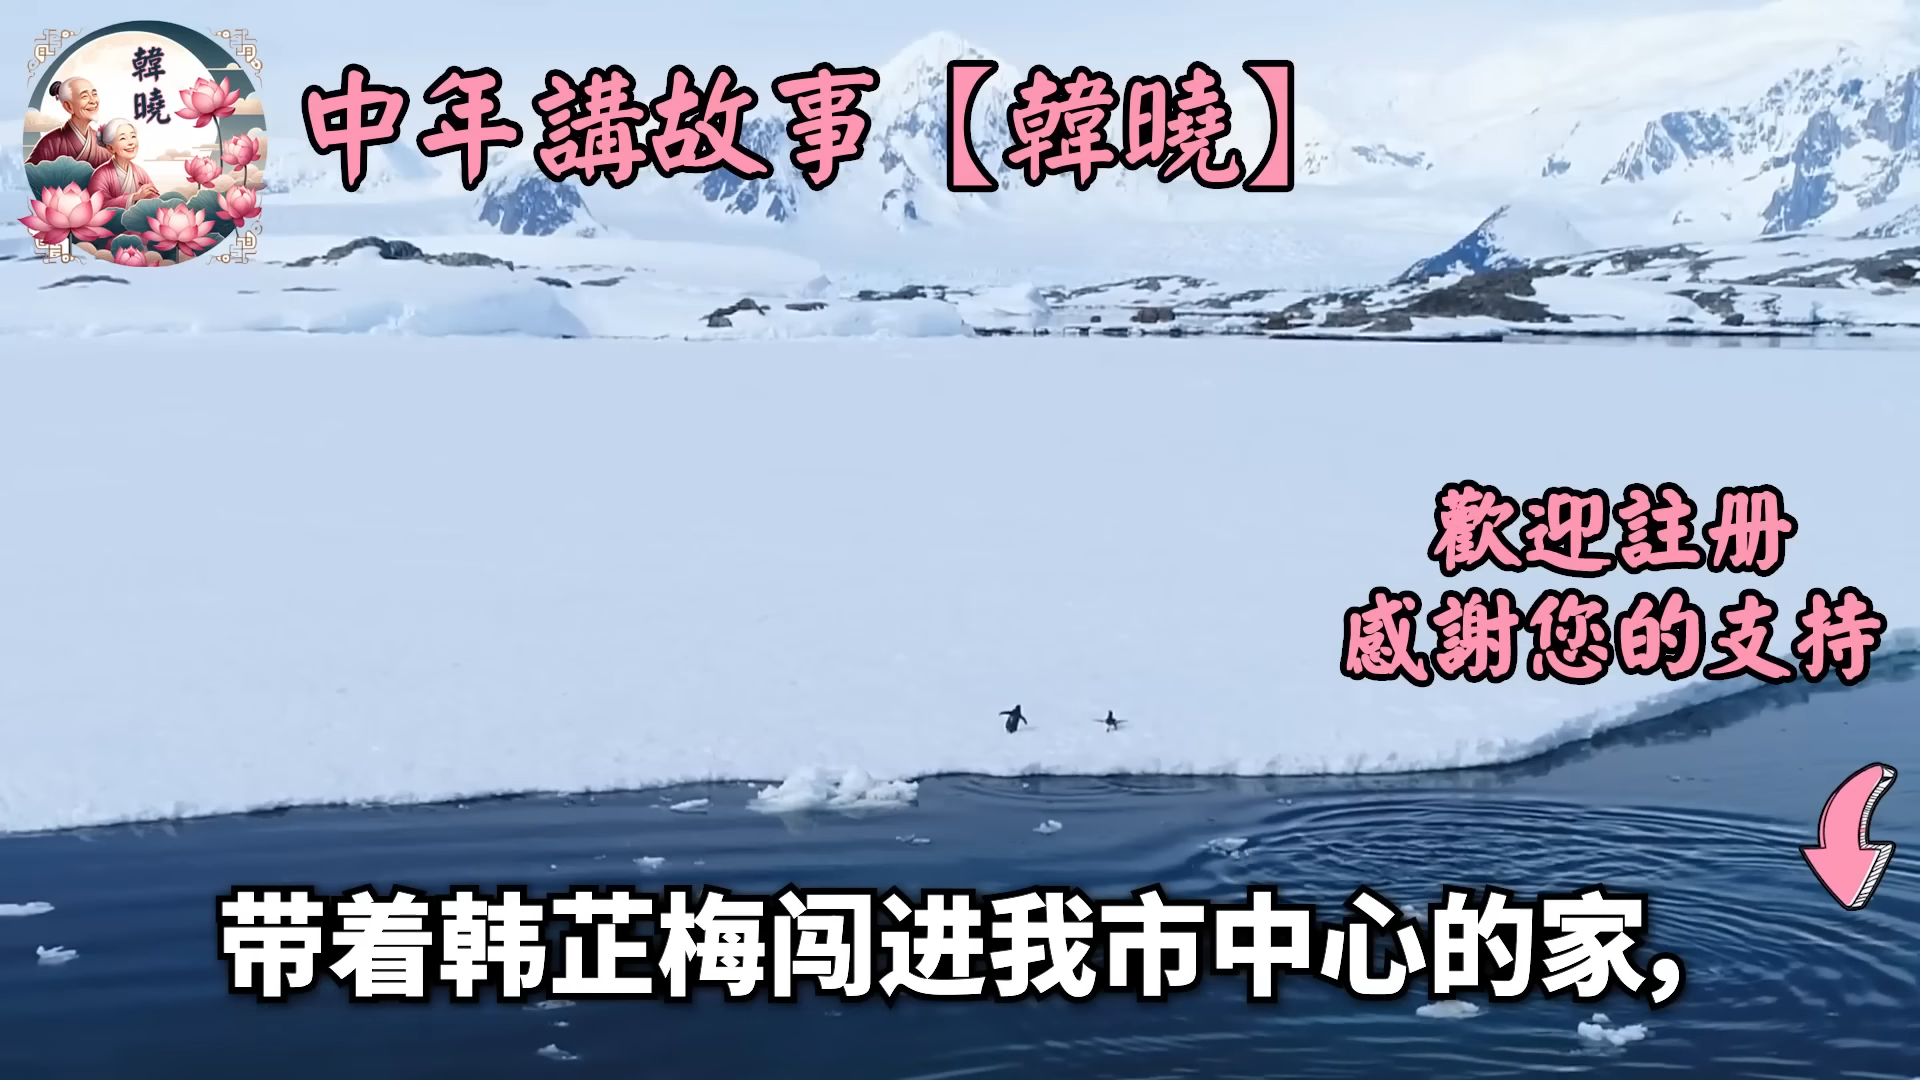 韓
曉
中年講故事【韓曉】
歡迎註册
感謝您的支持
带着韩芷梅闯进我市中心的家,